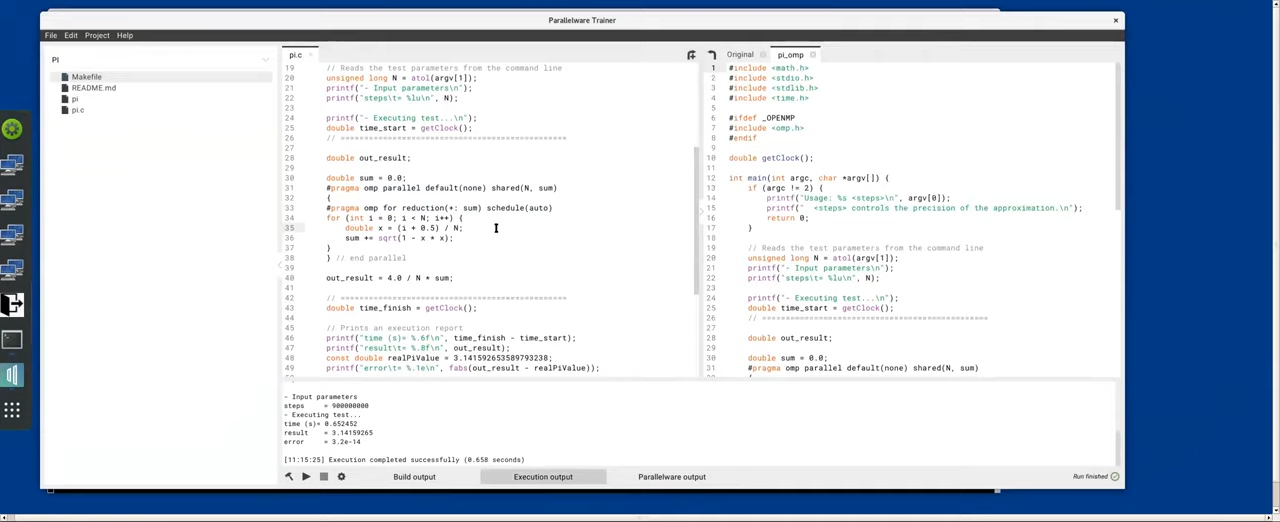 Parallelware Trainer
File Edit Project Help
PI
Makefile
README.md
pi
pi.c
pi.c
19 // Reads the test parameters from the command line
20 unsigned long N = atol(argv[1]);
21 printf("- Input parameters\n");
22 printf("steps\t= %lu\n", N);
23
24 printf("- Executing test...\n");
25 double time_start = getClock();
26 // ================================================
27
28 double out_result;
29
30 double sum = 0.0;
31 #pragma omp parallel default(none) shared(N, sum)
32 {
33 #pragma omp for reduction(+: sum) schedule(auto)
34 for (int i = 0; i < N; i++) {
35 double x = (i + 0.5) / N;
36 sum += sqrt(1 - x * x);
37 }
38 } // end parallel
39
40 out_result = 4.0 / N * sum;
41
42 // ================================================
43 double time_finish = getClock();
44
45 // Prints an execution report
46 printf("time (s)= %.6f\n", time_finish - time_start);
47 printf("result\t= %.8f\n", out_result);
48 const double realPiValue = 3.141592653589793238;
49 printf("error\t= %.1e\n", fabs(out_result - realPiValue));
Original pi_omp
1 #include <math.h>
2 #include <stdio.h>
3 #include <stdlib.h>
4 #include <time.h>
5
6 #ifdef _OPENMP
7 #include <omp.h>
8 #endif
9
10 double getClock();
11
12 int main(int argc, char *argv[]) {
13 if (argc != 2) {
14 printf("Usage: %s <steps>\n", argv[0]);
15 printf("  <steps> controls the precision of the approximation.\n");
16 return 0;
17 }
18
19 // Reads the test parameters from the command line
20 unsigned long N = atol(argv[1]);
21 printf("- Input parameters\n");
22 printf("steps\t= %lu\n", N);
23
24 printf("- Executing test...\n");
25 double time_start = getClock();
26 // ================================================
27
28 double out_result;
29
30 double sum = 0.0;
31 #pragma omp parallel default(none) shared(N, sum)
- Input parameters
steps = 900000000
- Executing test...
time (s)= 0.652452
result = 3.14159265
error = 3.2e-14
[11:15:25] Execution completed successfully (0.658 seconds)
Build output Execution output Parallelware output Run finished